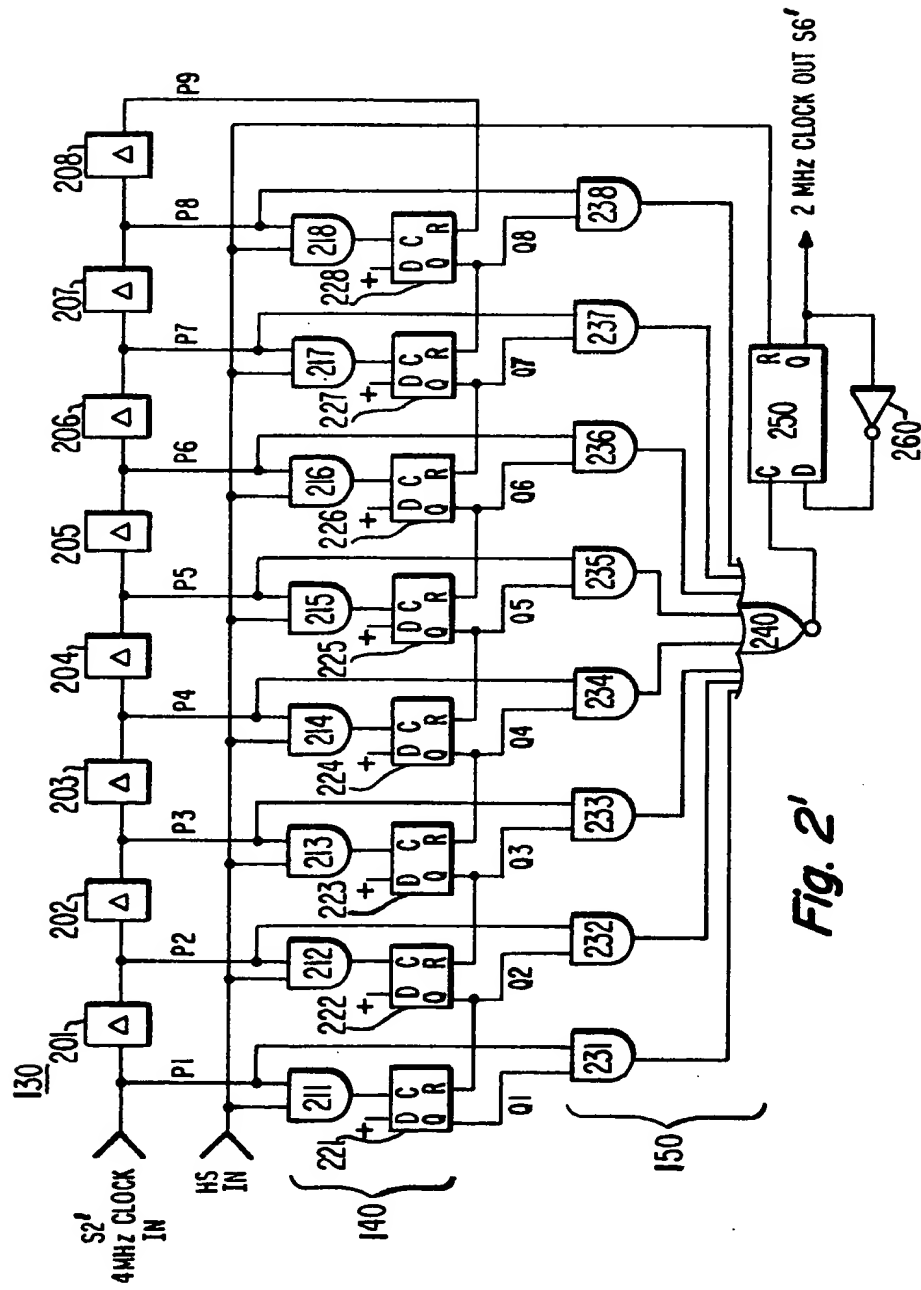 130
201
202
203
204
205
206
207
208
Δ
Δ
Δ
Δ
Δ
Δ
Δ
Δ
S2'
4MHz CLOCK
IN
P1
P2
P3
P4
P5
P6
P7
P8
P9
HS
IN
211
212
213
214
215
216
217
218
140
221
+
D C
Q R
222
+
D C
Q R
223
+
D C
Q R
224
+
D C
Q R
225
+
D C
Q R
226
+
D C
Q R
227
+
D C
Q R
228
+
D C
Q R
Q1
Q2
Q3
Q4
Q5
Q6
Q7
Q8
150
231
232
233
234
235
236
237
238
240
C R
250
D Q
260
2 MHz CLOCK OUT S6'
Fig. 2'